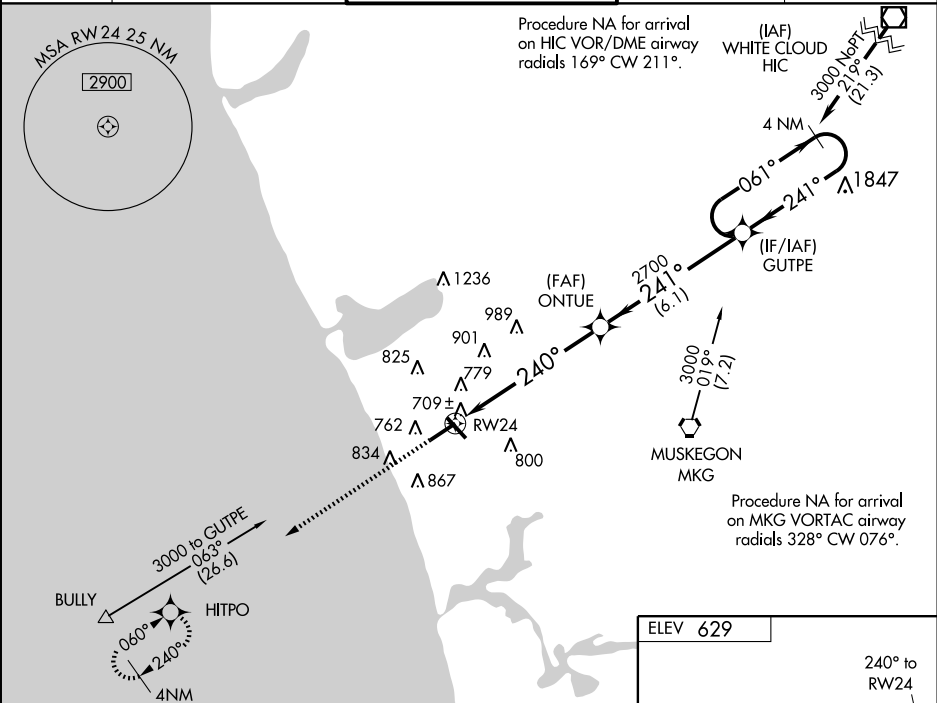 MSA RW24 25 NM
2900
Procedure NA for arrival
on HIC VOR/DME airway
radials 169° CW 211°.
(IAF)
WHITE CLOUD
HIC
3000 NoPT
219°
(21.3)
4 NM
061°
241°
1847
(IF/IAF)
GUTPE
2700
241°
(6.1)
(FAF)
ONTUE
1236
989
901
825
779
240°
709±
762
RW24
834
800
867
3000
019°
(7.2)
MUSKEGON
MKG
Procedure NA for arrival
on MKG VORTAC airway
radials 328° CW 076°.
3000 to GUTPE
063°
(26.6)
BULLY
HITPO
060°
240°
4NM
ELEV 629
240° to
RW24